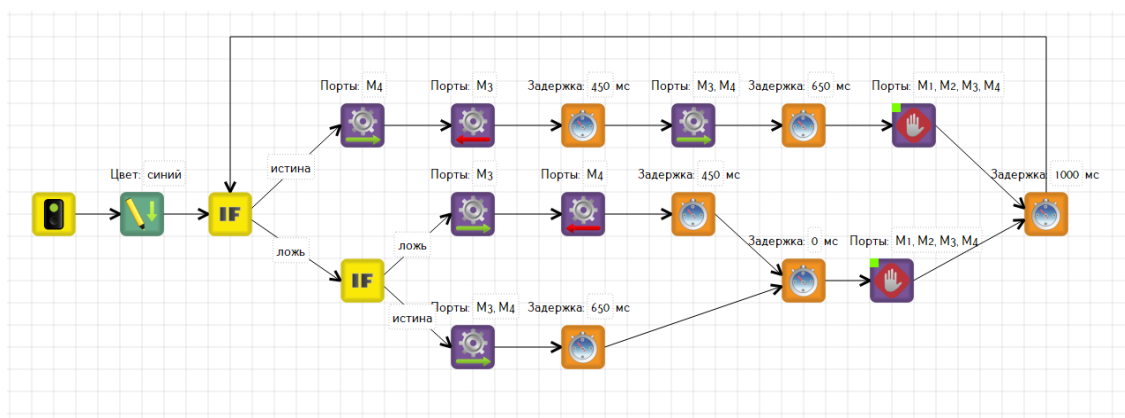 Порты: M4
Порты: M3
Задержка: 450 мс
Порты: M3, M4
Задержка: 650 мс
Порты: M1, M2, M3, M4
истина
Цвет: синий
Порты: M3
Порты: M4
Задержка: 450 мс
Задержка: 1000 мс
IF
ложь
ложь
Задержка: 0 мс
Порты: M1, M2, M3, M4
IF
истина
Порты: M3, M4
Задержка: 650 мс